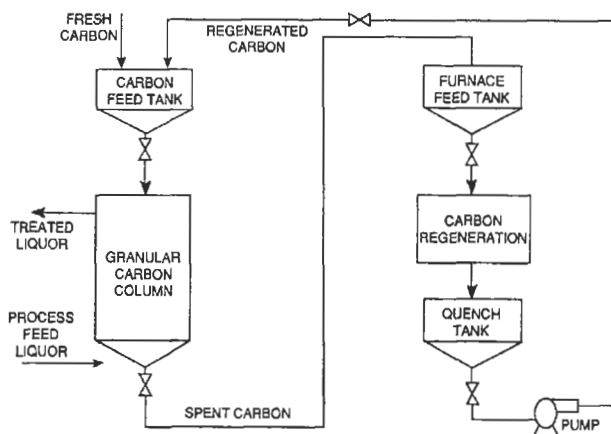 FRESH
CARBON
REGENERATED
CARBON
CARBON
FEED TANK
FURNACE
FEED TANK
TREATED
LIQUOR
GRANULAR
CARBON
COLUMN
CARBON
REGENERATION
PROCESS
FEED
LIQUOR
QUENCH
TANK
SPENT CARBON
PUMP